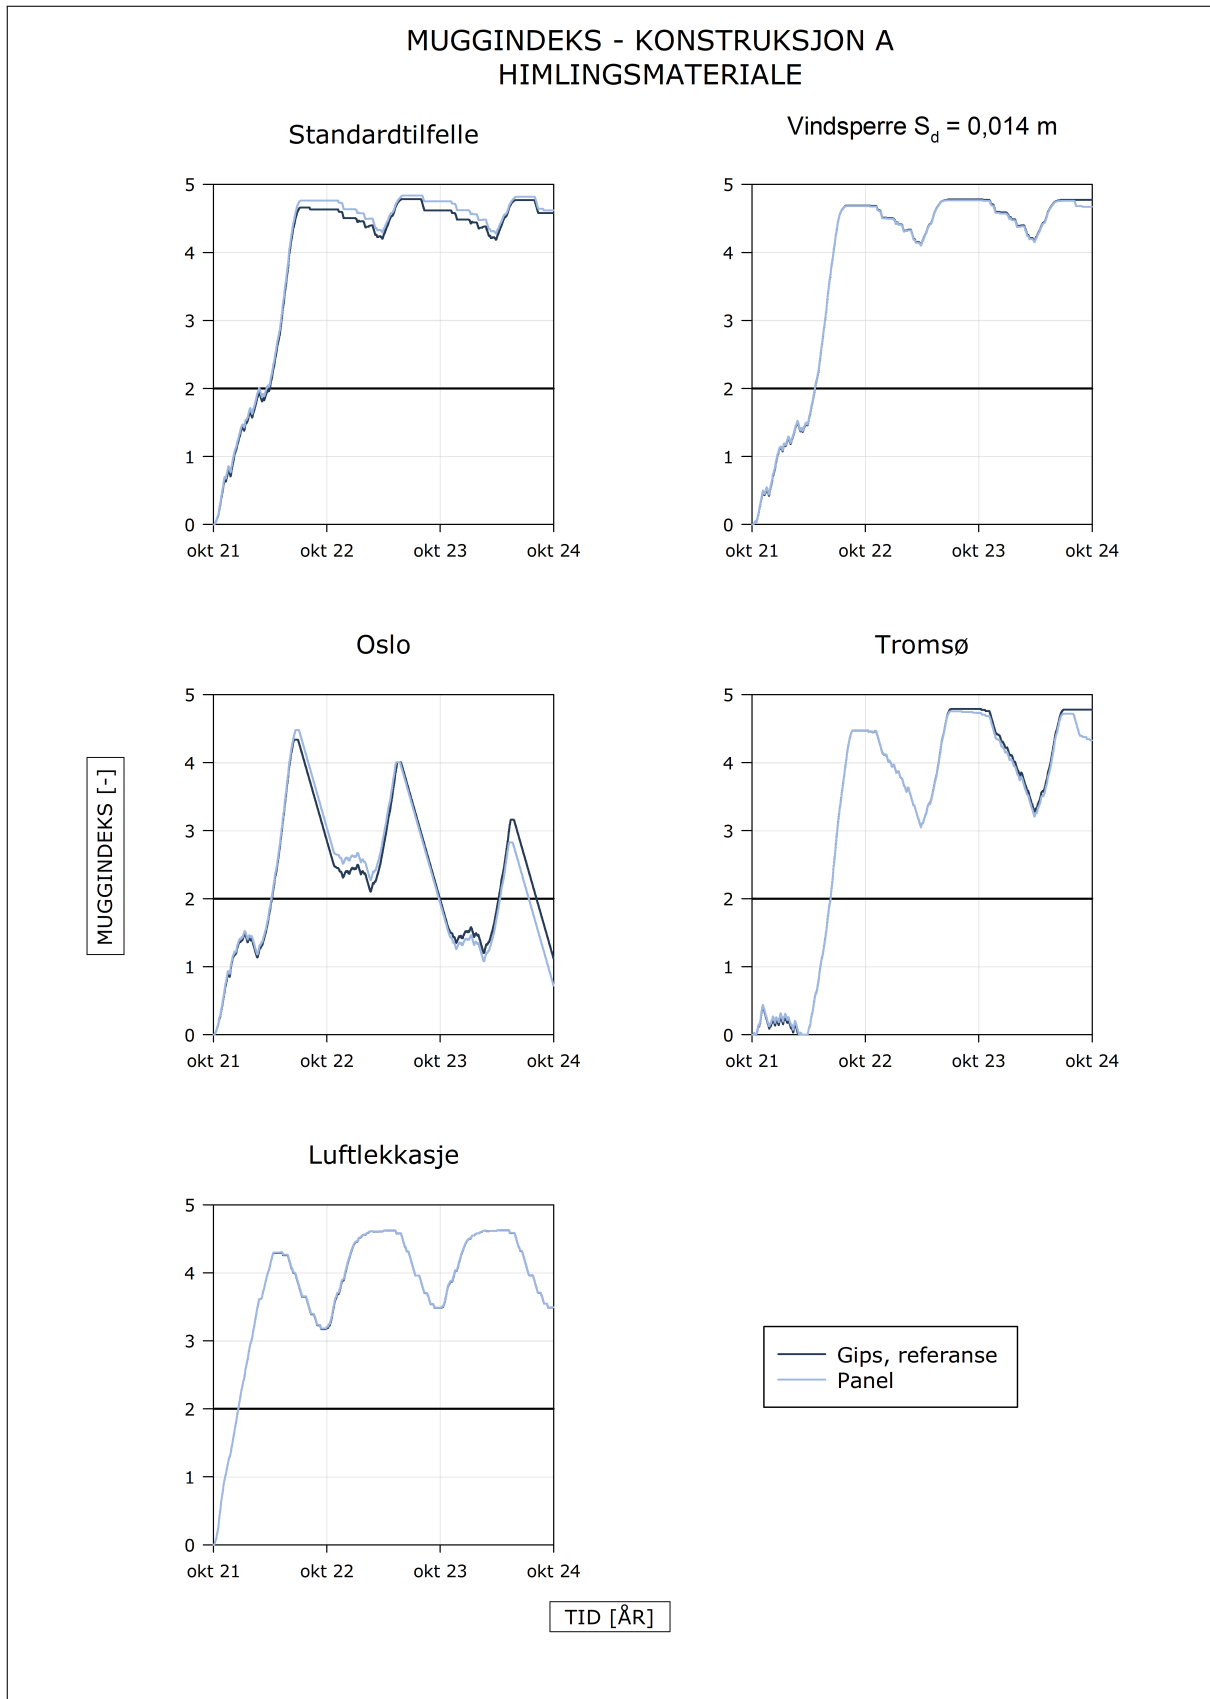 MUGGINDEKS - KONSTRUKSJON A
HIMLINGSMATERIALE
Standardtilfelle
5
4
3
2
1
0
okt 21 okt 22 okt 23 okt 24
Vindsperre Sd = 0,014 m
5
4
3
2
1
0
okt 21 okt 22 okt 23 okt 24
MUGGINDEKS [-]
Oslo
5
4
3
2
1
0
okt 21 okt 22 okt 23 okt 24
Tromsø
5
4
3
2
1
0
okt 21 okt 22 okt 23 okt 24
Luftlekkasje
5
4
3
2
1
0
okt 21 okt 22 okt 23 okt 24
Gips, referanse
Panel
TID [ÅR]